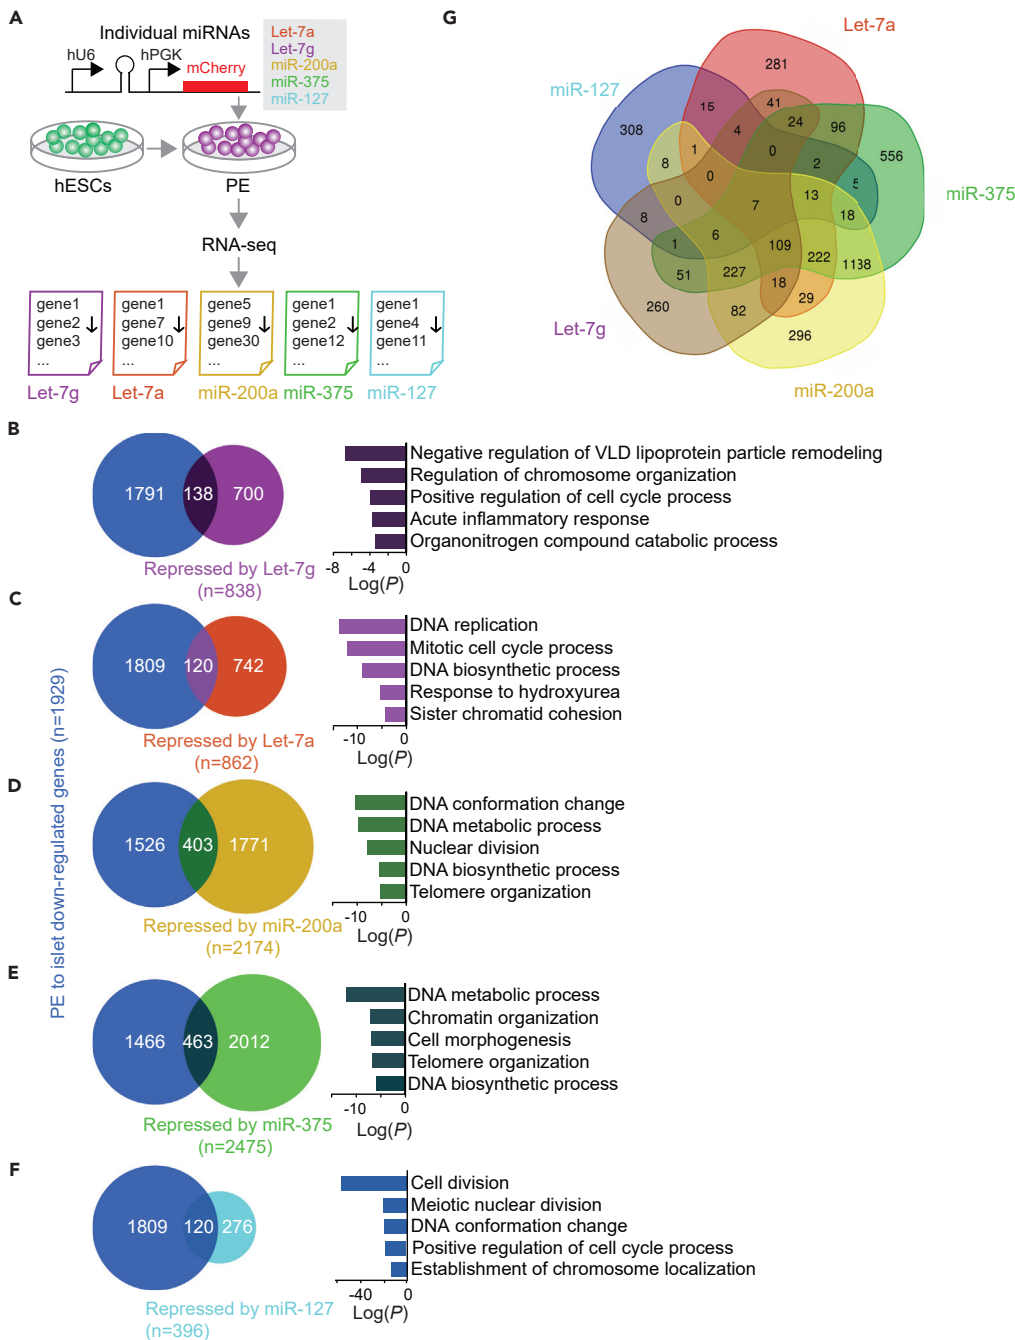 A
Individual miRNAs
hU6
hPGK
mCherry
Let-7a
Let-7g
miR-200a
miR-375
miR-127
hESCs
PE
RNA-seq
gene1
gene2
gene3
...
Let-7g
gene1
gene7
gene10
...
Let-7a
gene5
gene9
gene30
...
miR-200a
gene1
gene2
gene12
...
miR-375
gene1
gene4
gene11
...
miR-127
G
Let-7a
miR-127
miR-375
Let-7g
miR-200a
281
15
41
308
4
24
96
556
8
1
0
2
5
0
0
7
13
18
8
6
1
109
222
1138
51
227
18
29
260
82
296
PE to islet down-regulated genes (n=1929)
B
1791
138
700
Repressed by Let-7g
(n=838)
Negative regulation of VLD lipoprotein particle remodeling
Regulation of chromosome organization
Positive regulation of cell cycle process
Acute inflammatory response
Organonitrogen compound catabolic process
-8
-4
0
Log(P)
C
1809
120
742
Repressed by Let-7a
(n=862)
DNA replication
Mitotic cell cycle process
DNA biosynthetic process
Response to hydroxyurea
Sister chromatid cohesion
-10
0
Log(P)
D
1526
403
1771
Repressed by miR-200a
(n=2174)
DNA conformation change
DNA metabolic process
Nuclear division
DNA biosynthetic process
Telomere organization
-10
0
Log(P)
E
1466
463
2012
Repressed by miR-375
(n=2475)
DNA metabolic process
Chromatin organization
Cell morphogenesis
Telomere organization
DNA biosynthetic process
-10
0
Log(P)
F
1809
120
276
Repressed by miR-127
(n=396)
Cell division
Meiotic nuclear division
DNA conformation change
Positive regulation of cell cycle process
Establishment of chromosome localization
-40
0
Log(P)